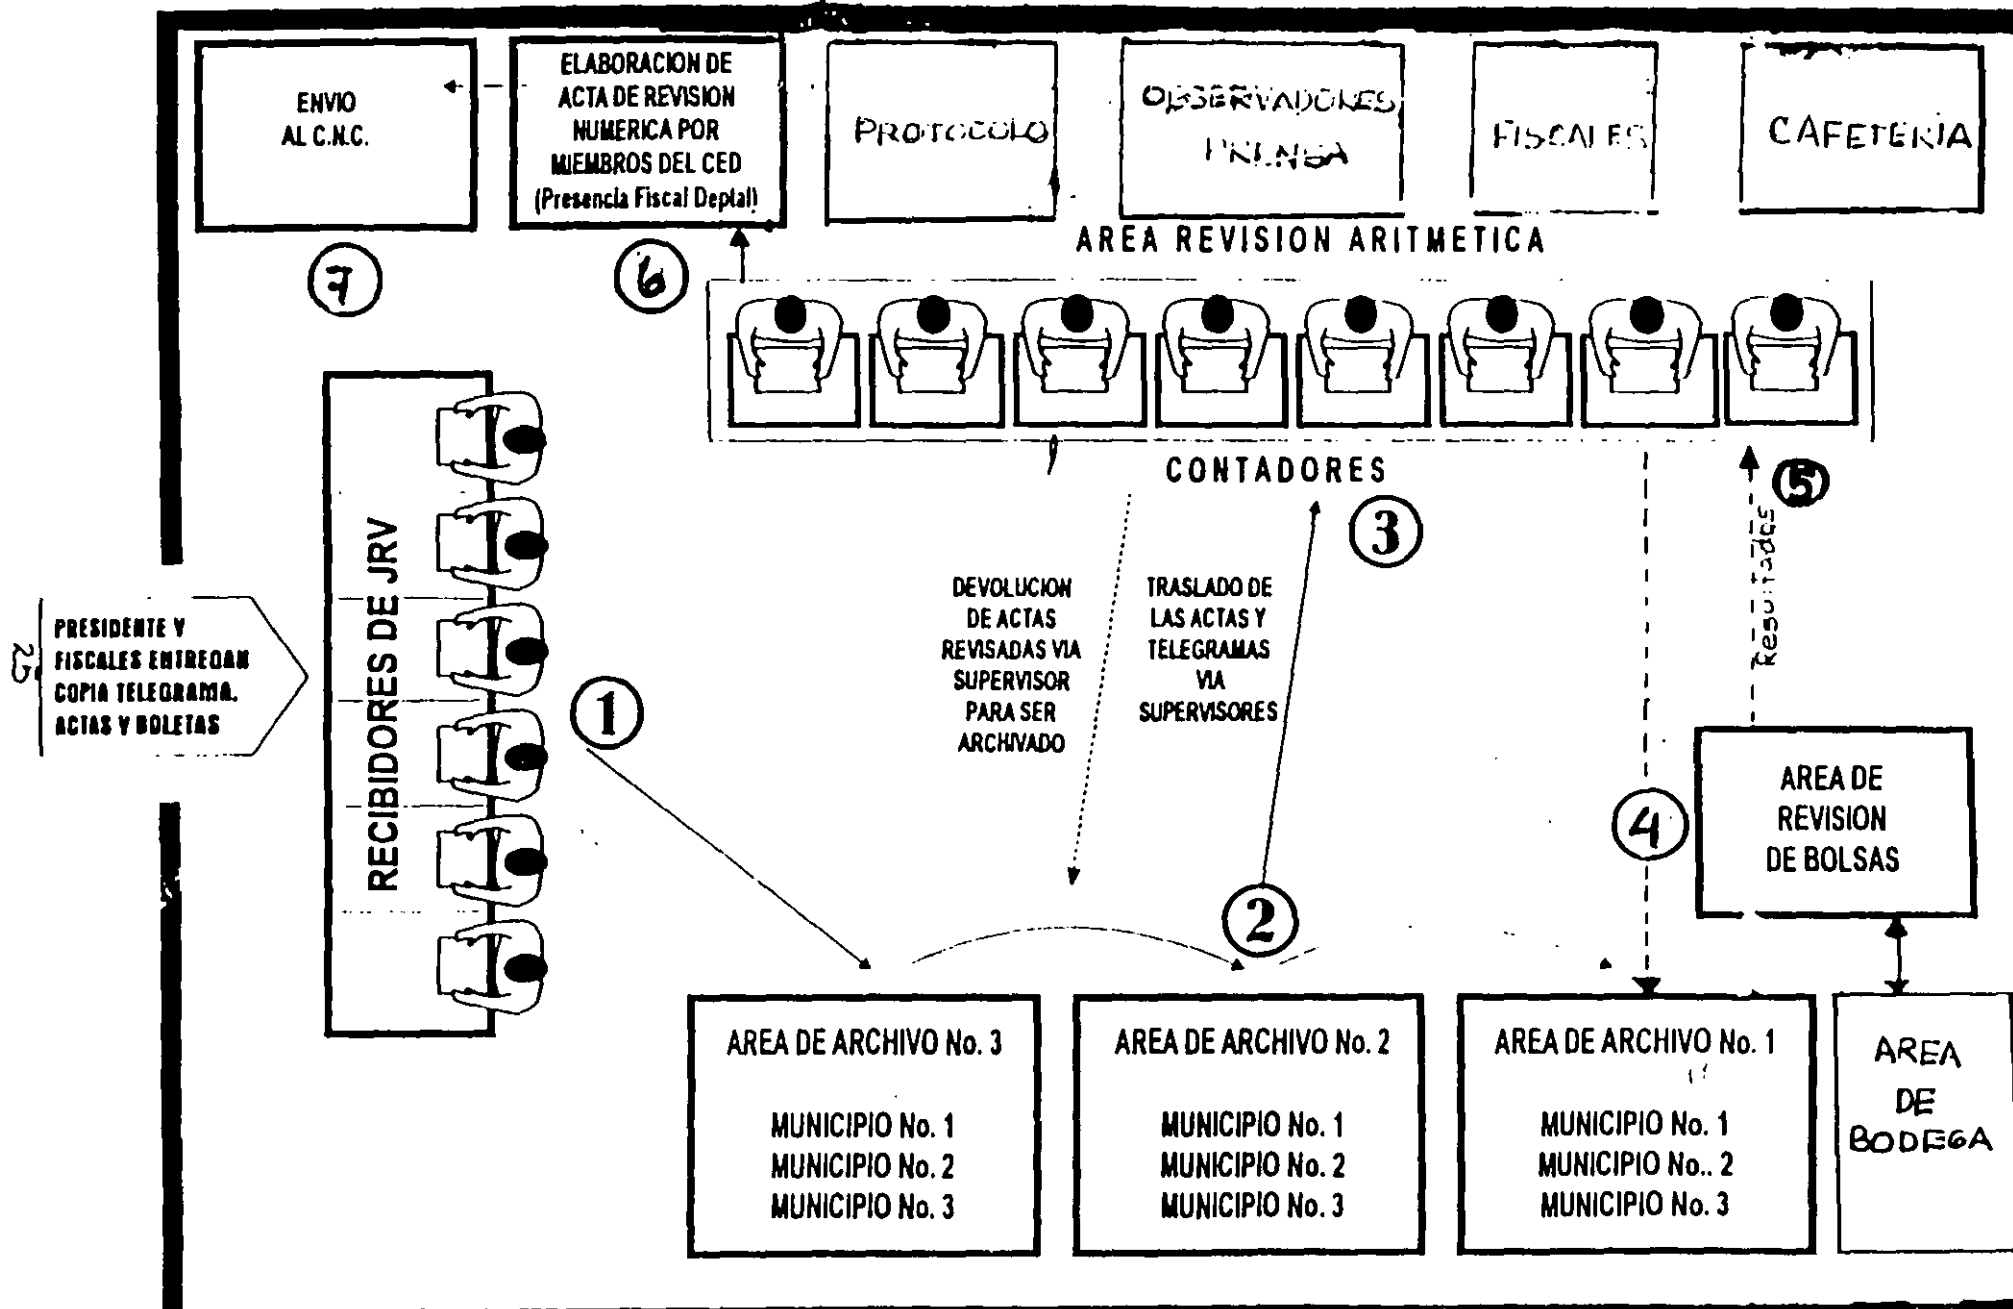 ENVIO
AL C.N.C.
ELABORACION DE
ACTA DE REVISION
NUMERICA POR
MIEMBROS DEL CED
(Presencia Fiscal Deptal)
PROTOCOLO
OBSERVADORES
PRENSA
FISCALES
CAFETERIA
7
6
AREA REVISION ARITMETICA
CONTADORES
3
5
Resultados
RECIBIDORES DE JRV
25
PRESIDENTE Y
FISCALES ENTREGAN
COPIA TELEGRAMA.
ACTAS Y BOLETAS
1
DEVOLUCION
DE ACTAS
REVISADAS VIA
SUPERVISOR
PARA SER
ARCHIVADO
TRASLADO DE
LAS ACTAS Y
TELEGRAMAS
VIA
SUPERVISORES
2
4
AREA DE
REVISION
DE BOLSAS
AREA DE ARCHIVO No. 3
MUNICIPIO No. 1
MUNICIPIO No. 2
MUNICIPIO No. 3
AREA DE ARCHIVO No. 2
MUNICIPIO No. 1
MUNICIPIO No. 2
MUNICIPIO No. 3
AREA DE ARCHIVO No. 1
MUNICIPIO No. 1
MUNICIPIO No.. 2
MUNICIPIO No. 3
AREA
DE
BODEGA